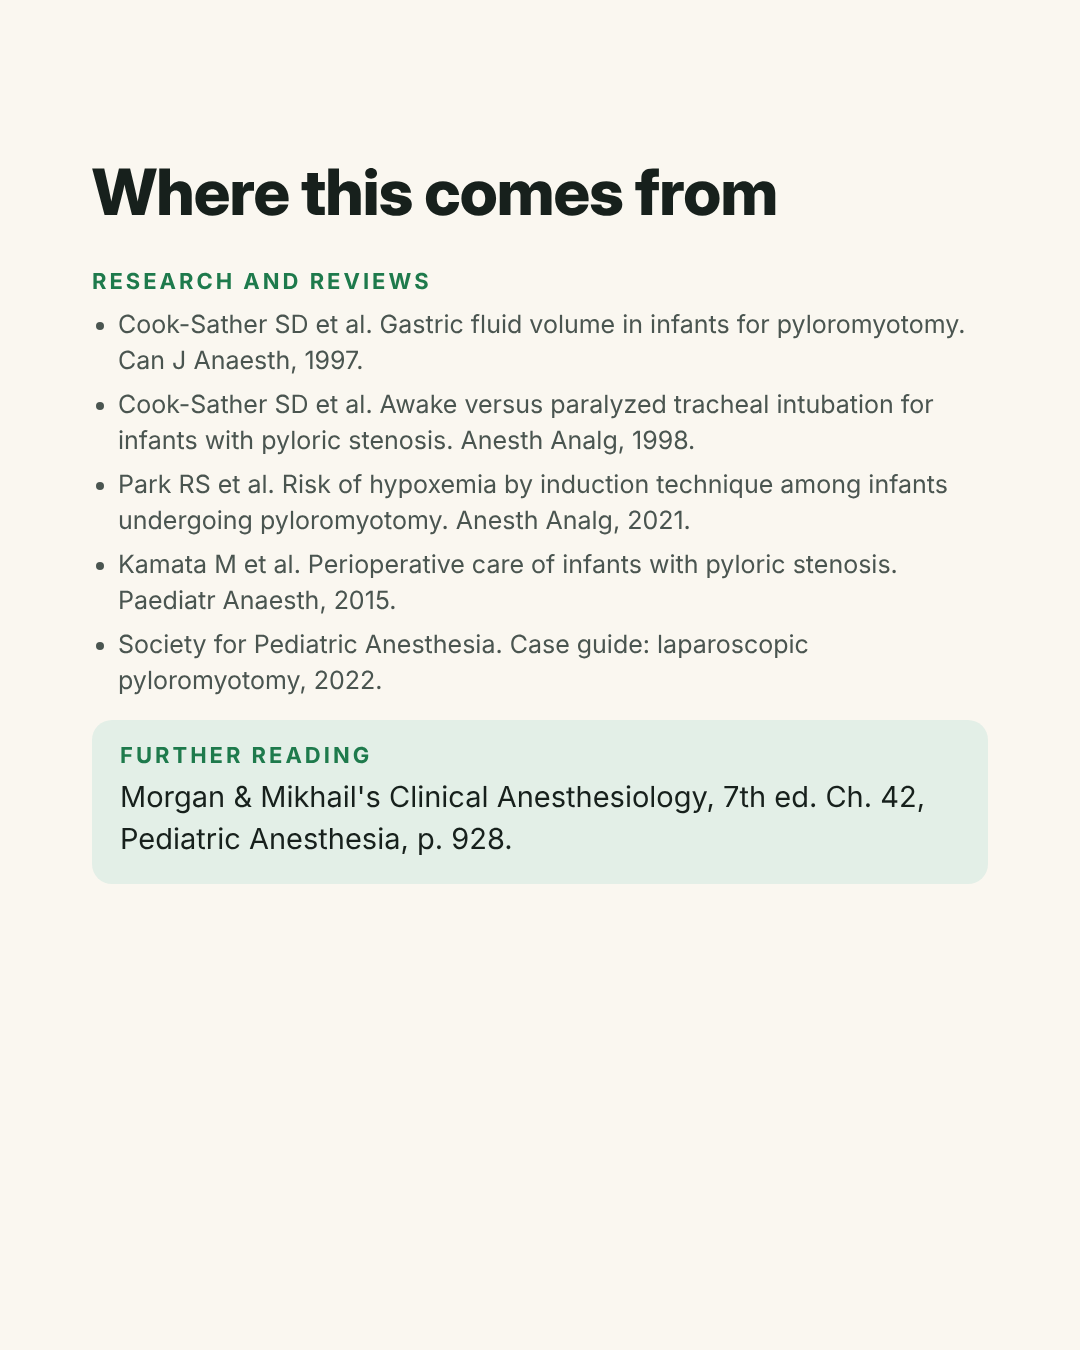 Where this comes from
RESEARCH AND REVIEWS
• Cook-Sather SD et al. Gastric fluid volume in infants for pyloromyotomy.
Can J Anaesth, 1997.
• Cook-Sather SD et al. Awake versus paralyzed tracheal intubation for
infants with pyloric stenosis. Anesth Analg, 1998.
• Park RS et al. Risk of hypoxemia by induction technique among infants
undergoing pyloromyotomy. Anesth Analg, 2021.
• Kamata M et al. Perioperative care of infants with pyloric stenosis.
Paediatr Anaesth, 2015.
• Society for Pediatric Anesthesia. Case guide: laparoscopic
pyloromyotomy, 2022.
FURTHER READING
Morgan & Mikhail's Clinical Anesthesiology, 7th ed. Ch. 42,
Pediatric Anesthesia, p. 928.